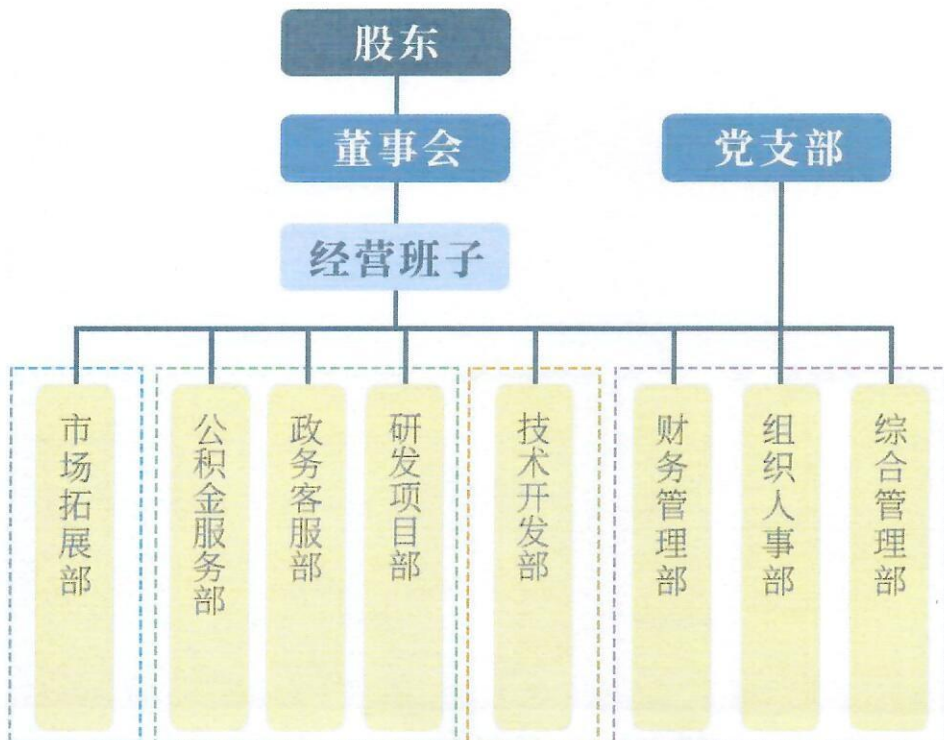 股东
董事会
党支部
经营班子
市场拓展部
公积金服务部
政务客服部
研发项目部
技术开发部
财务管理部
组织人事部
综合管理部